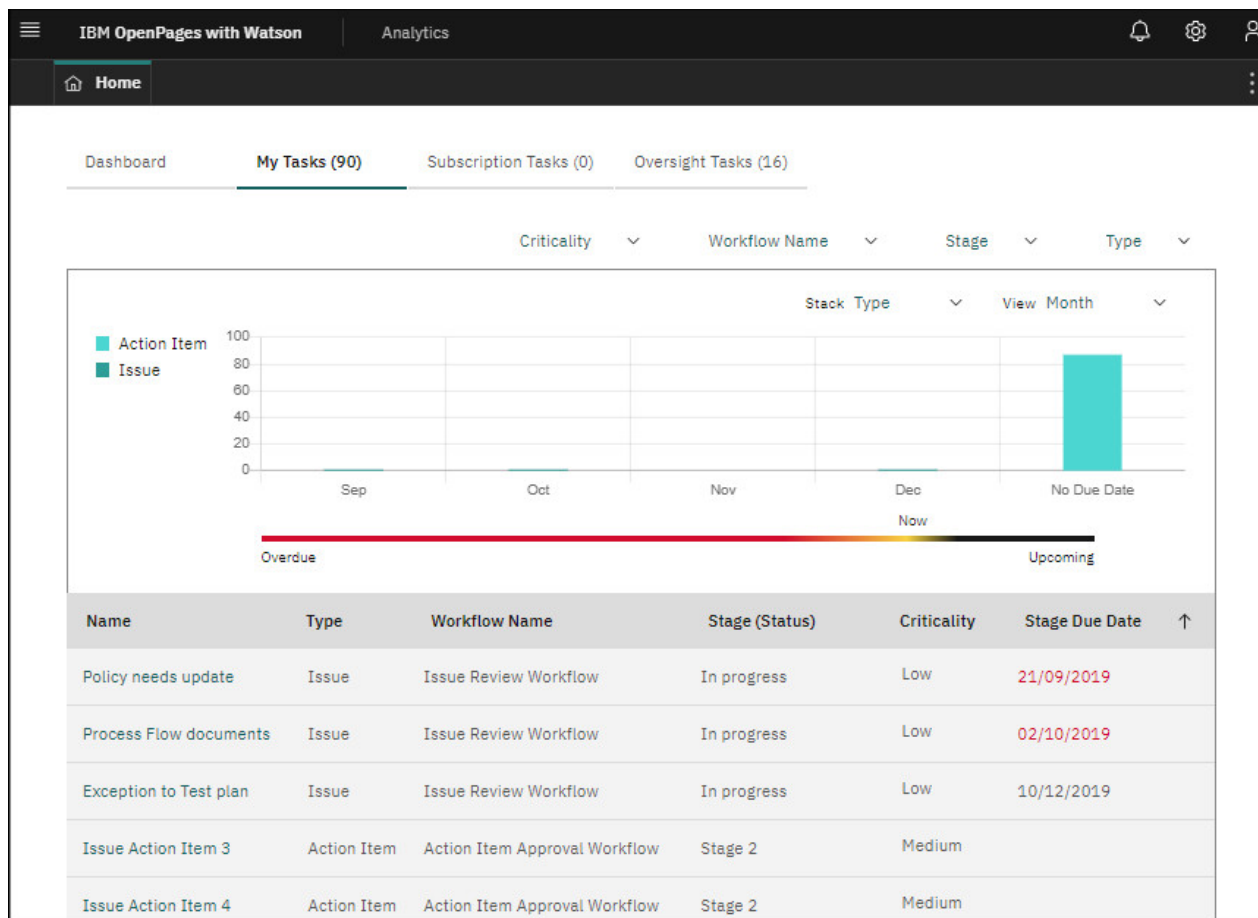 IBM OpenPages with Watson Analytics
Home
Dashboard My Tasks (90) Subscription Tasks (0) Oversight Tasks (16)
Criticality Workflow Name Stage Type
Stack Type View Month
Action Item
Issue
100
80
60
40
20
0
Sep Oct Nov Dec No Due Date
Now
Overdue Upcoming
Name Type Workflow Name Stage (Status) Criticality Stage Due Date
Policy needs update Issue Issue Review Workflow In progress Low 21/09/2019
Process Flow documents Issue Issue Review Workflow In progress Low 02/10/2019
Exception to Test plan Issue Issue Review Workflow In progress Low 10/12/2019
Issue Action Item 3 Action Item Action Item Approval Workflow Stage 2 Medium
Issue Action Item 4 Action Item Action Item Approval Workflow Stage 2 Medium